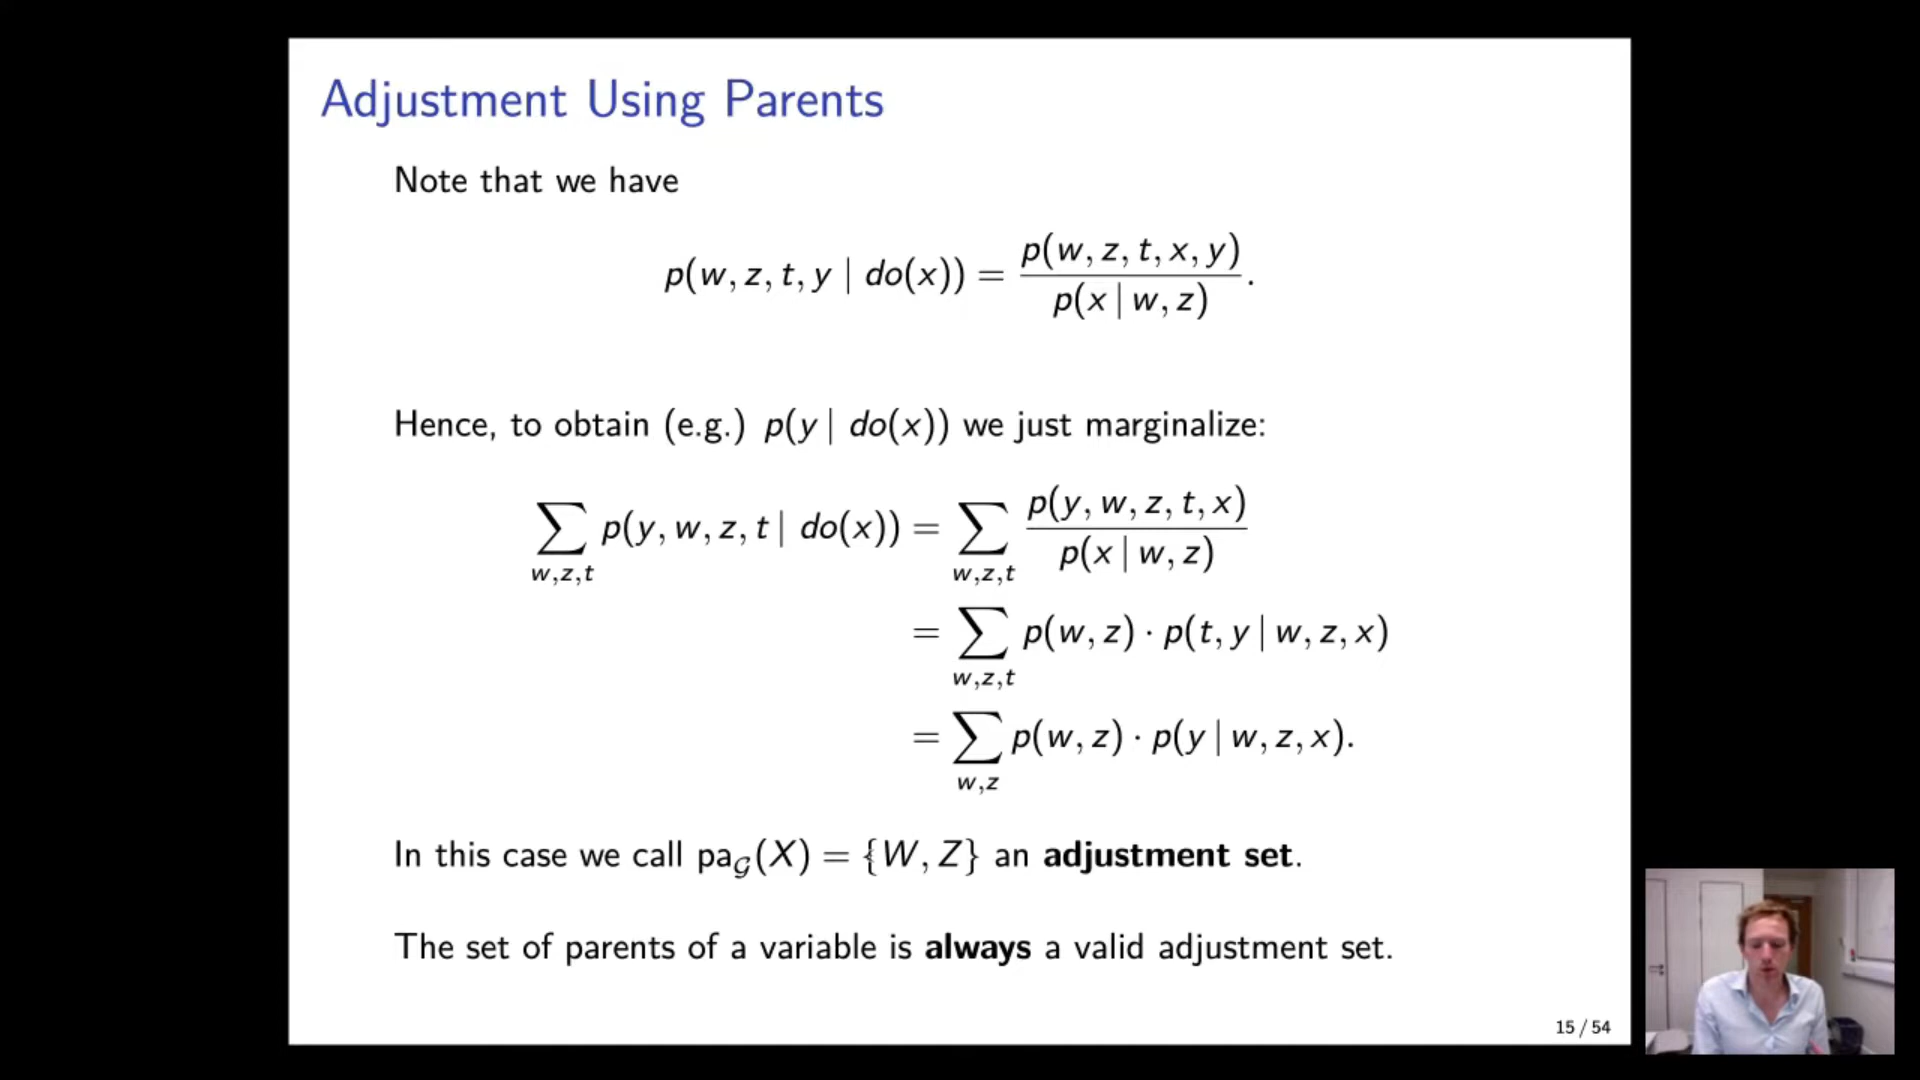 Adjustment Using Parents
Note that we have
p(w, z, t, y | do(x)) = p(w, z, t, x, y) / p(x | w, z).
Hence, to obtain (e.g.) p(y | do(x)) we just marginalize:
∑_{w,z,t} p(y, w, z, t | do(x)) = ∑_{w,z,t} p(y, w, z, t, x) / p(x | w, z)
= ∑_{w,z,t} p(w, z) · p(t, y | w, z, x)
= ∑_{w,z} p(w, z) · p(y | w, z, x).
In this case we call pa_𝒢(X) = {W, Z} an adjustment set.
The set of parents of a variable is always a valid adjustment set.
15 / 54